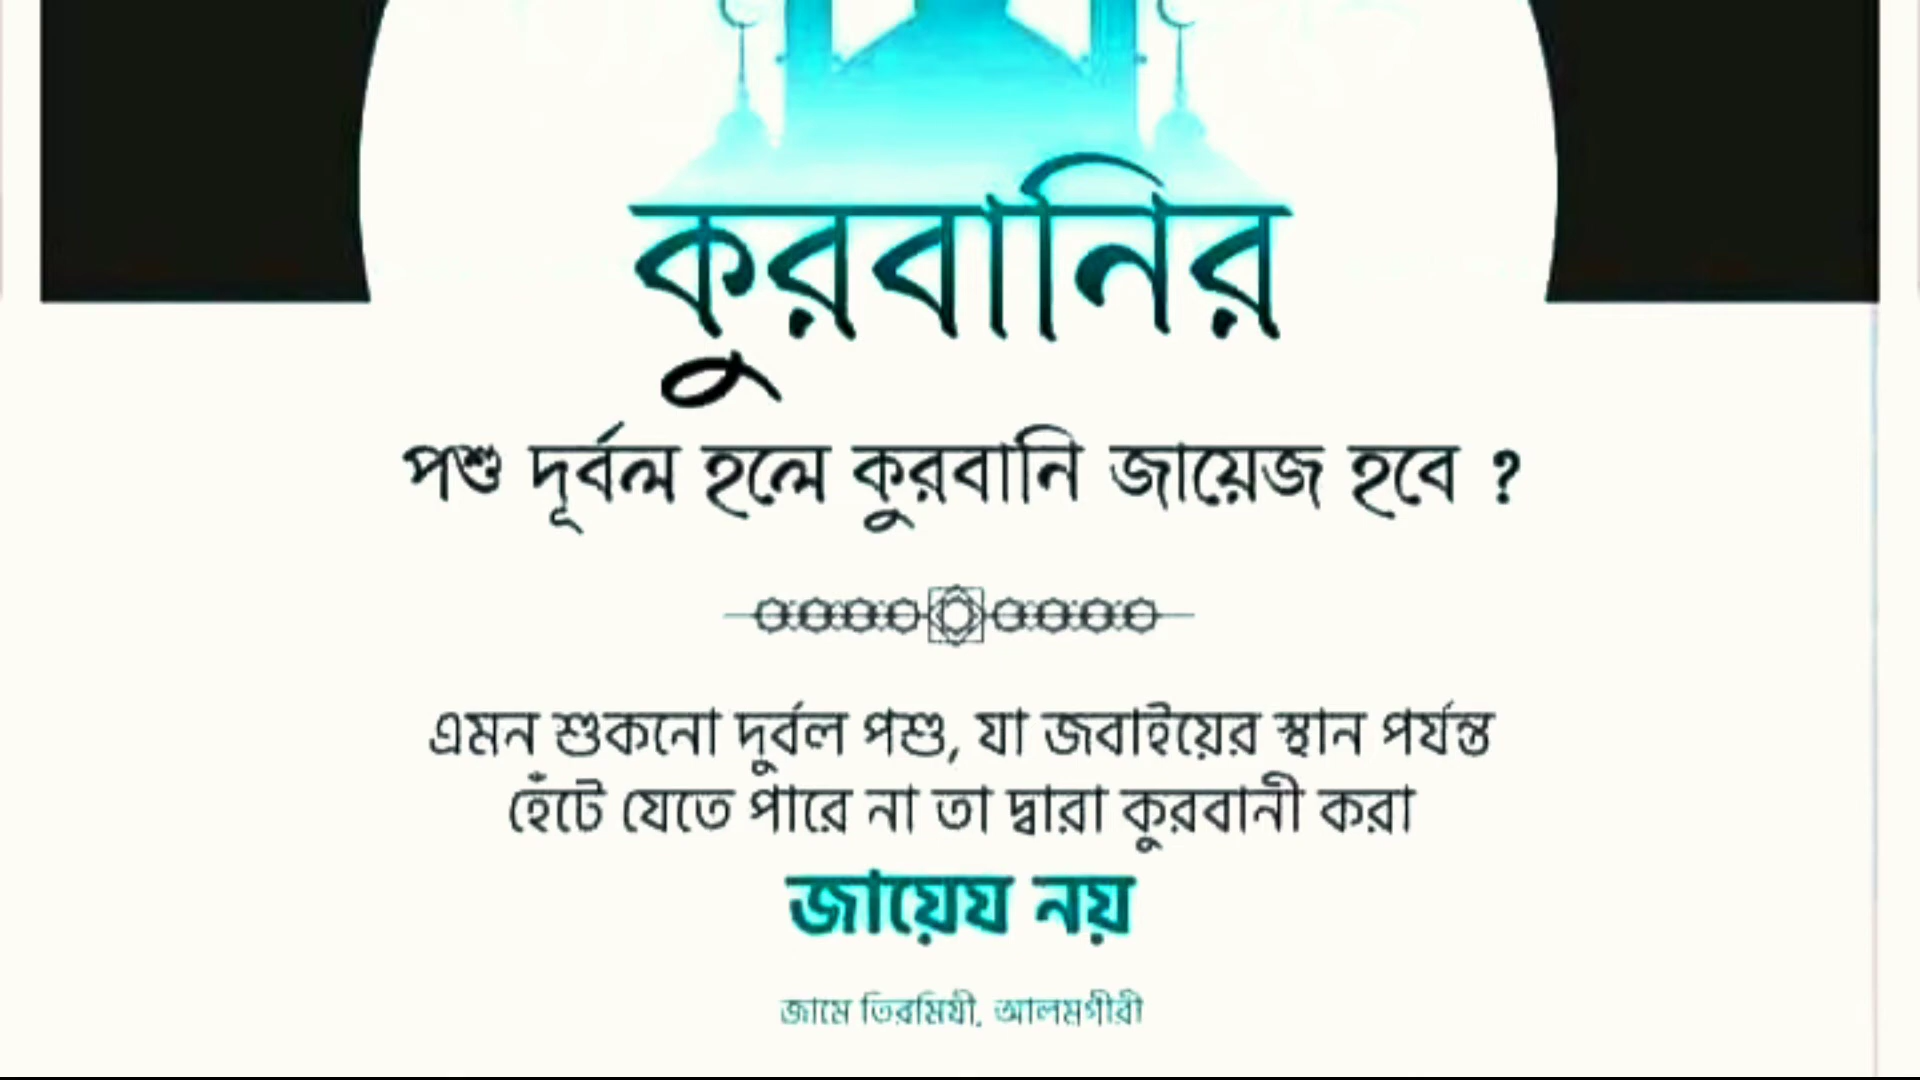 কুরবানির
পশু দূর্বল হলে কুরবানি জায়েজ হবে ?
এমন শুকনো দুর্বল পশু, যা জবাইয়ের স্থান পর্যন্ত
হেঁটে যেতে পারে না তা দ্বারা কুরবানী করা
জায়েয নয়
জামে তিরমিযী, আলমগীরী